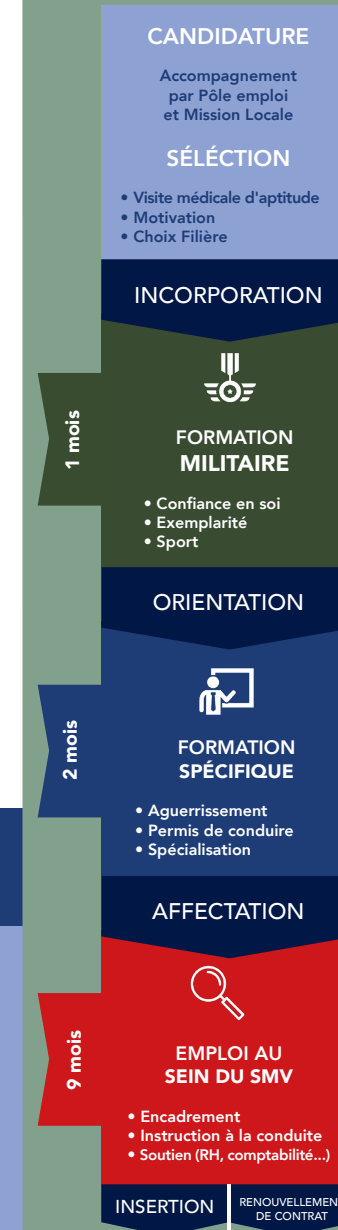 CANDIDATURE
Accompagnement
par Pôle emploi
et Mission Locale
SÉLÉCTION
• Visite médicale d'aptitude
• Motivation
• Choix Filière
INCORPORATION
1 mois
FORMATION
MILITAIRE
• Confiance en soi
• Exemplarité
• Sport
ORIENTATION
2 mois
FORMATION
SPÉCIFIQUE
• Aguerrissement
• Permis de conduire
• Spécialisation
AFFECTATION
9 mois
EMPLOI AU
SEIN DU SMV
• Encadrement
• Instruction à la conduite
• Soutien (RH, comptabilité...)
INSERTION
RENOUVELLEMEN
DE CONTRAT